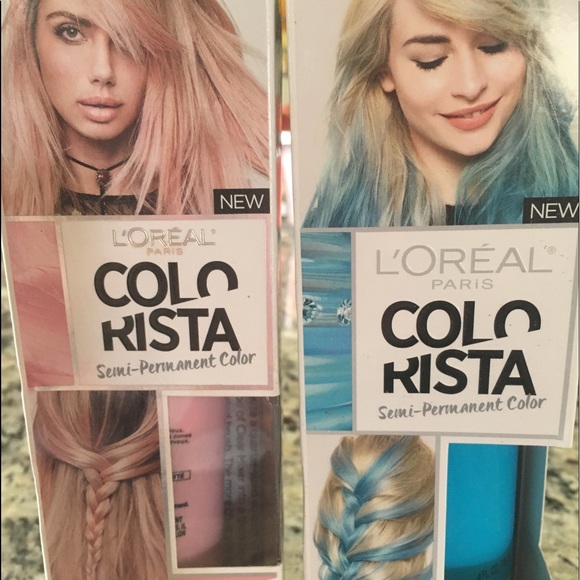 NEW
L'ORÉAL
PARIS
COLO
RISTA
Semi-Permanent Color
NEW
L'ORÉAL®
PARIS
COLO
RISTA
Semi-Permanent Color